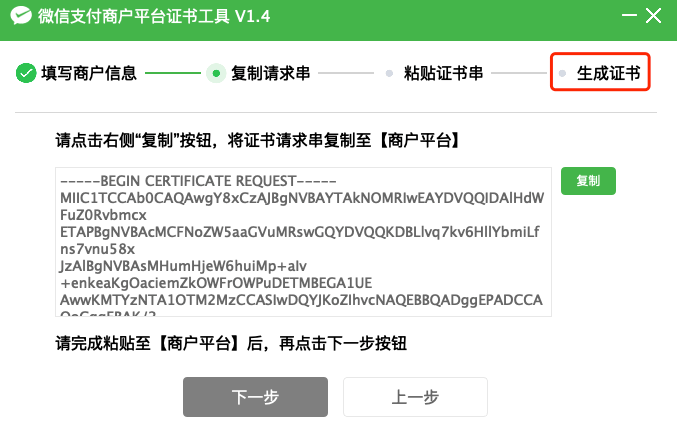 微信支付商户平台证书工具 V1.4
填写商户信息 复制请求串 粘贴证书串 生成证书
请点击右侧“复制”按钮，将证书请求串复制至【商户平台】
-----BEGIN CERTIFICATE REQUEST-----
MIIC1TCCAb0CAQAwgY8xCzAJBgNVBAYTAkNOMRIwEAYDVQQIDAlHdW
FuZ0Rvbmcx
ETAPBgNVBAcMCFNoZW5aaGVuMRswGQYDVQQKDBLlvq7kv6HllYbmiLf
ns7vnu58x
JzAlBgNVBAsMHumHjeW6huiMp+alv
+enkeaKgOaciemZkOWFrOWPuDETMBEGA1UE
AwwKMTYzNTA1OTM2MzCCASIwDQYJKoZIhvcNAQEBBQADggEPADCCA
复制
请完成粘贴至【商户平台】后，再点击下一步按钮
下一步 上一步